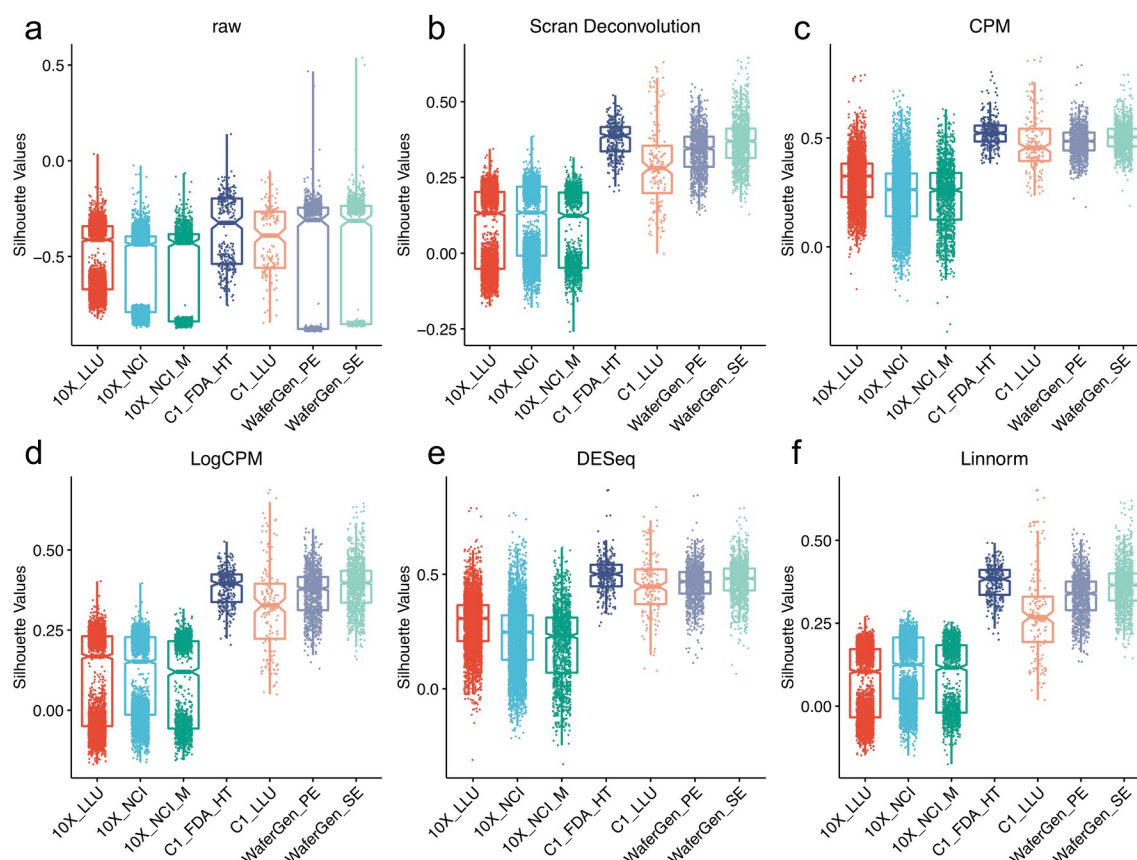 a
raw
Silhouette Values
0.5
0.0
−0.5
10X_LLU
10X_NCI
10X_NCI_M
C1_FDA_HT
C1_LLU
WaferGen_PE
WaferGen_SE
b
Scran Deconvolution
Silhouette Values
0.50
0.25
0.00
−0.25
10X_LLU
10X_NCI
10X_NCI_M
C1_FDA_HT
C1_LLU
WaferGen_PE
WaferGen_SE
c
CPM
Silhouette Values
0.5
0.0
10X_LLU
10X_NCI
10X_NCI_M
C1_FDA_HT
C1_LLU
WaferGen_PE
WaferGen_SE
d
LogCPM
Silhouette Values
0.50
0.25
0.00
10X_LLU
10X_NCI
10X_NCI_M
C1_FDA_HT
C1_LLU
WaferGen_PE
WaferGen_SE
e
DESeq
Silhouette Values
0.5
0.0
10X_LLU
10X_NCI
10X_NCI_M
C1_FDA_HT
C1_LLU
WaferGen_PE
WaferGen_SE
f
Linnorm
Silhouette Values
0.50
0.25
0.00
10X_LLU
10X_NCI
10X_NCI_M
C1_FDA_HT
C1_LLU
WaferGen_PE
WaferGen_SE